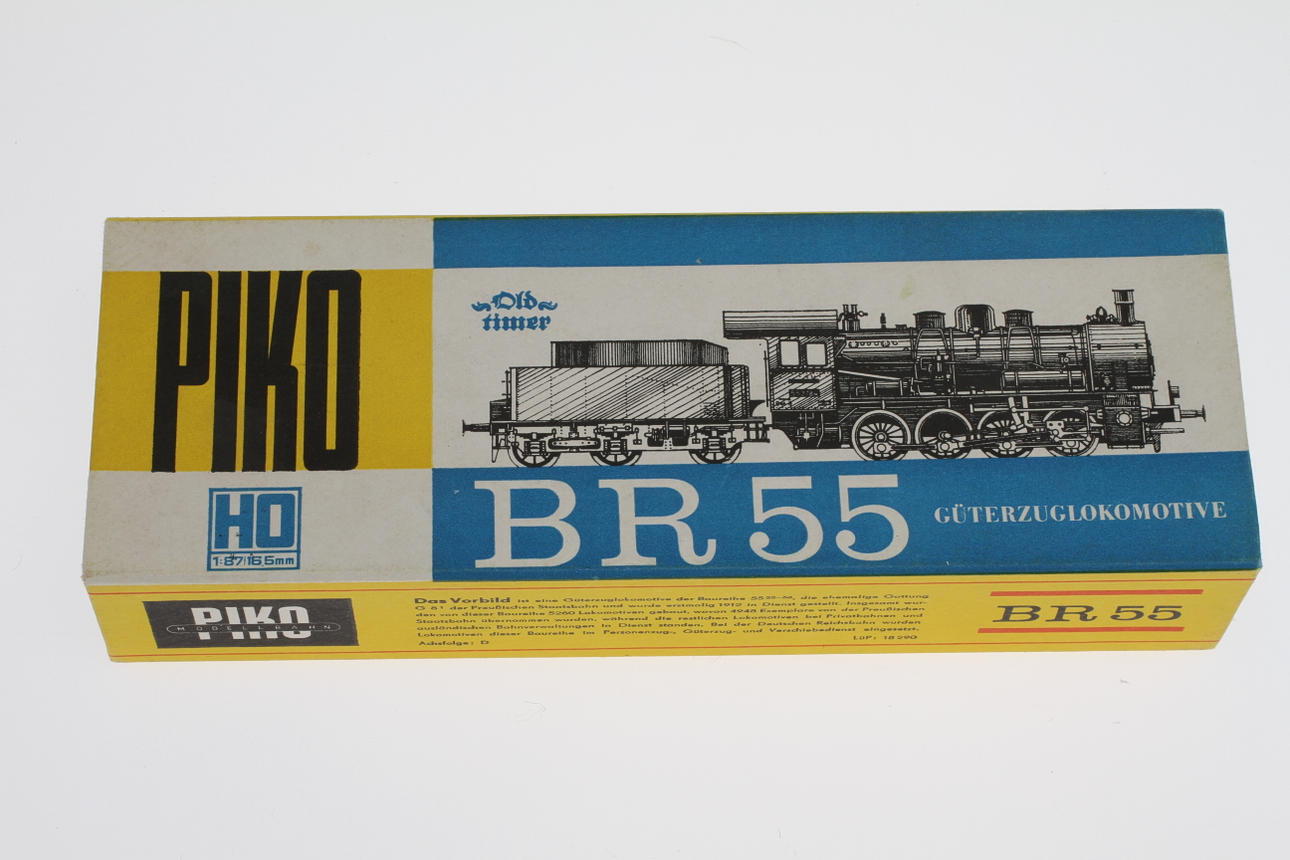 PIKO
HO
1:87/16,5mm
Old
timer
BR 55
GÜTERZUGLOKOMOTIVE
PIKO
MODELLBAHN
Das Vorbild ist eine Güterzuglokomotive der Baureihe 55, die ehemalige Gattung
G 8¹ der Preußischen Staatsbahn und wurde erstmalig 1912 in Dienst gestellt. Insgesamt wur-
den von dieser Baureihe 5260 Lokomotiven gebaut, wovon 4948 Exemplare von der Preußischen
Staatsbahn übernommen wurden, während die restlichen Lokomotiven bei Privatbahnen und
ausländischen Bahnverwaltungen in Dienst standen. Bei der Deutschen Reichsbahn wurden
Lokomotiven dieser Baureihe im Personenzug-, Güterzug- und Verschiebedienst eingesetzt.
Achsfolge: D LüP: 18 290
BR 55